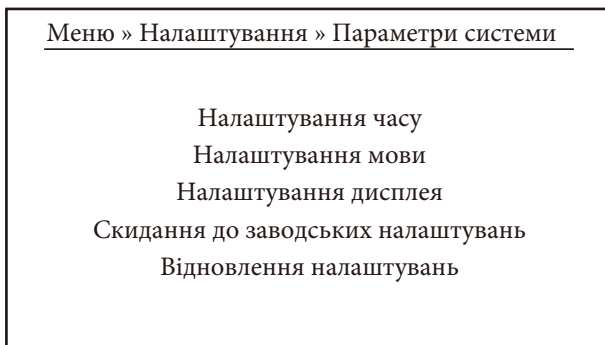 Меню » Налаштування » Параметри системи
Налаштування часу
Налаштування мови
Налаштування дисплея
Скидання до заводських налаштувань
Відновлення налаштувань